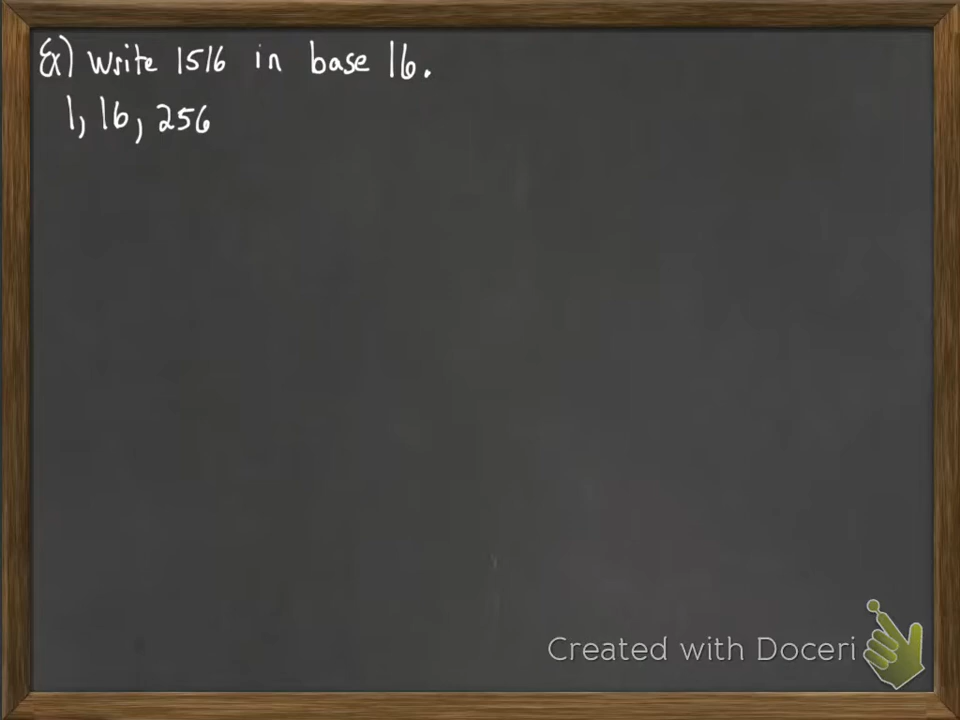 Ex) Write 1516 in base 16.
1, 16, 256
Created with Doceri